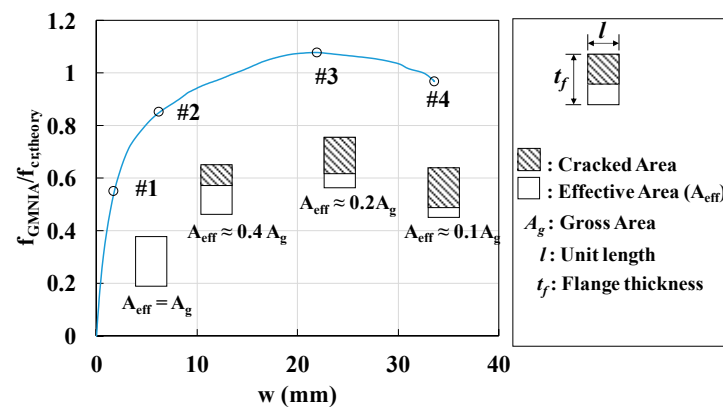 1.2
1
0.8
0.6
0.4
0.2
0
f_GMNIA/f_cr,theory
#1
#2
#3
#4
A_eff = A_g
A_eff ≈ 0.4 A_g
A_eff ≈ 0.2A_g
A_eff ≈ 0.1A_g
0 10 20 30 40
w (mm)
l
t_f
: Cracked Area
: Effective Area (A_eff)
A_g: Gross Area
l: Unit length
t_f: Flange thickness